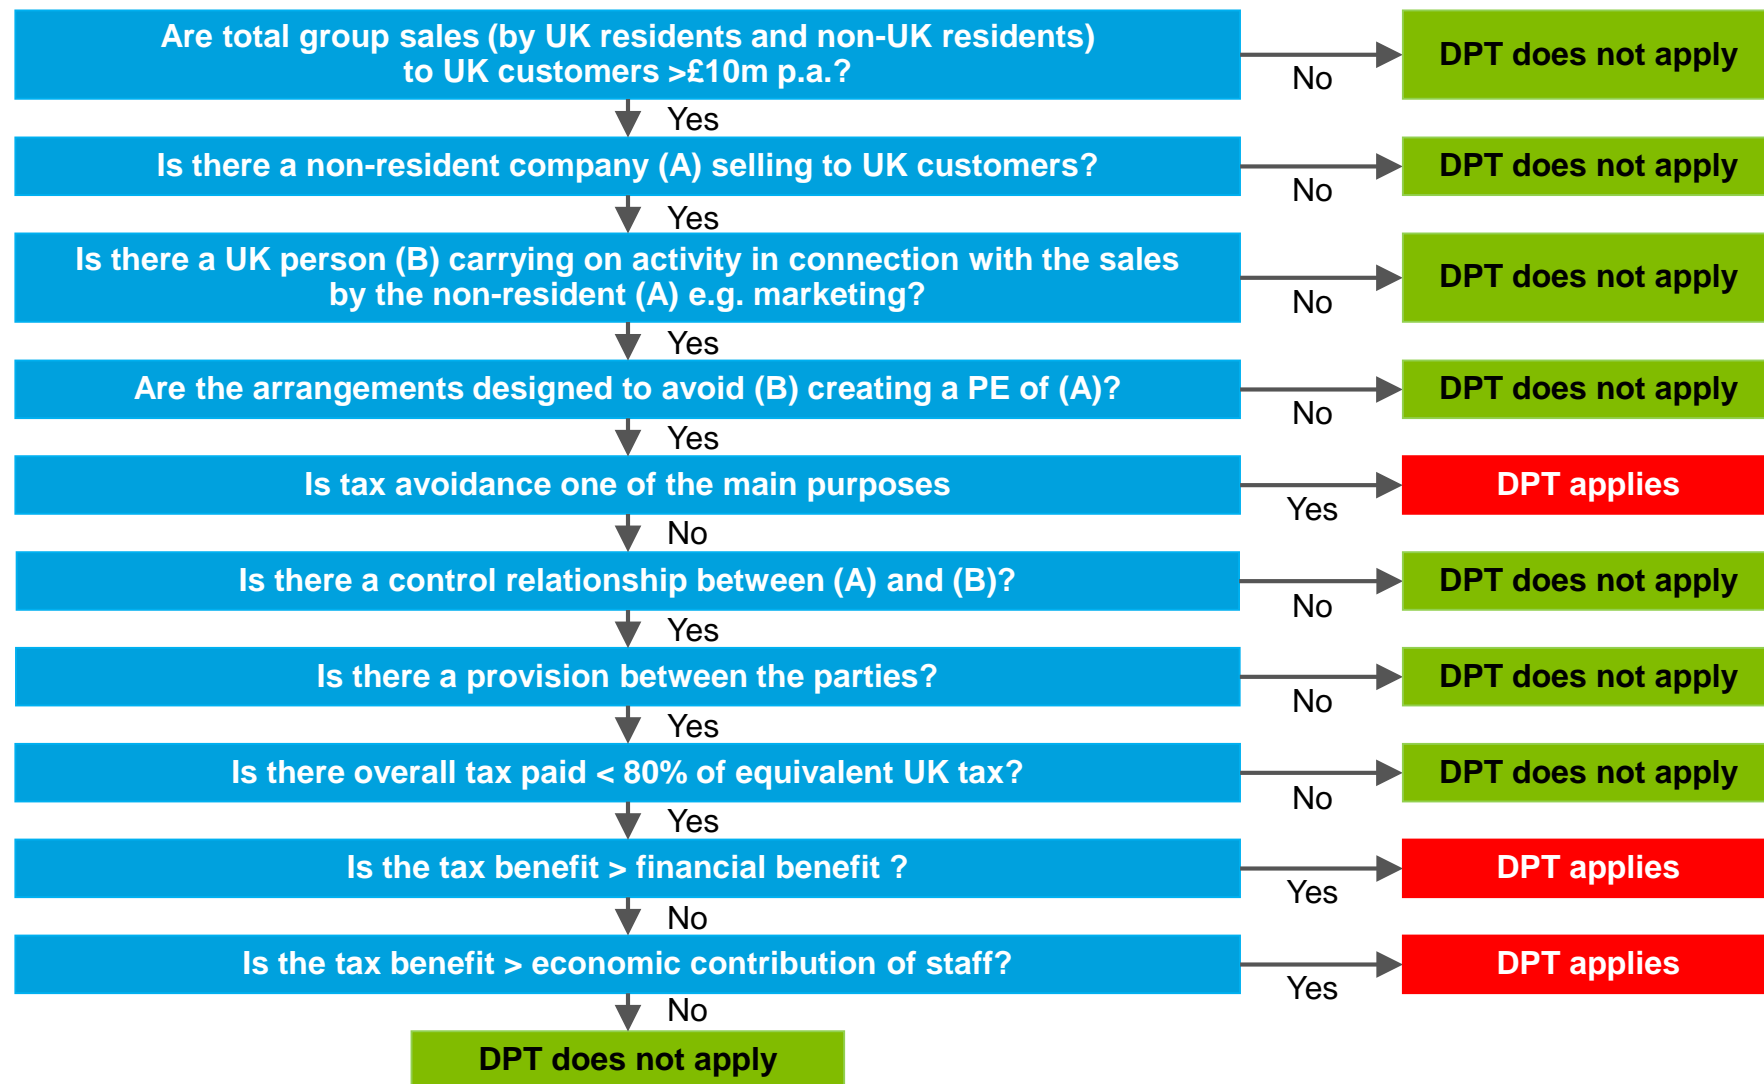 Are total group sales (by UK residents and non-UK residents)
to UK customers >£10m p.a.?
No
DPT does not apply
Yes
Is there a non-resident company (A) selling to UK customers?
No
DPT does not apply
Yes
Is there a UK person (B) carrying on activity in connection with the sales
by the non-resident (A) e.g. marketing?
No
DPT does not apply
Yes
Are the arrangements designed to avoid (B) creating a PE of (A)?
No
DPT does not apply
Yes
Is tax avoidance one of the main purposes
Yes
DPT applies
No
Is there a control relationship between (A) and (B)?
No
DPT does not apply
Yes
Is there a provision between the parties?
No
DPT does not apply
Yes
Is there overall tax paid < 80% of equivalent UK tax?
No
DPT does not apply
Yes
Is the tax benefit > financial benefit ?
Yes
DPT applies
No
Is the tax benefit > economic contribution of staff?
Yes
DPT applies
No
DPT does not apply